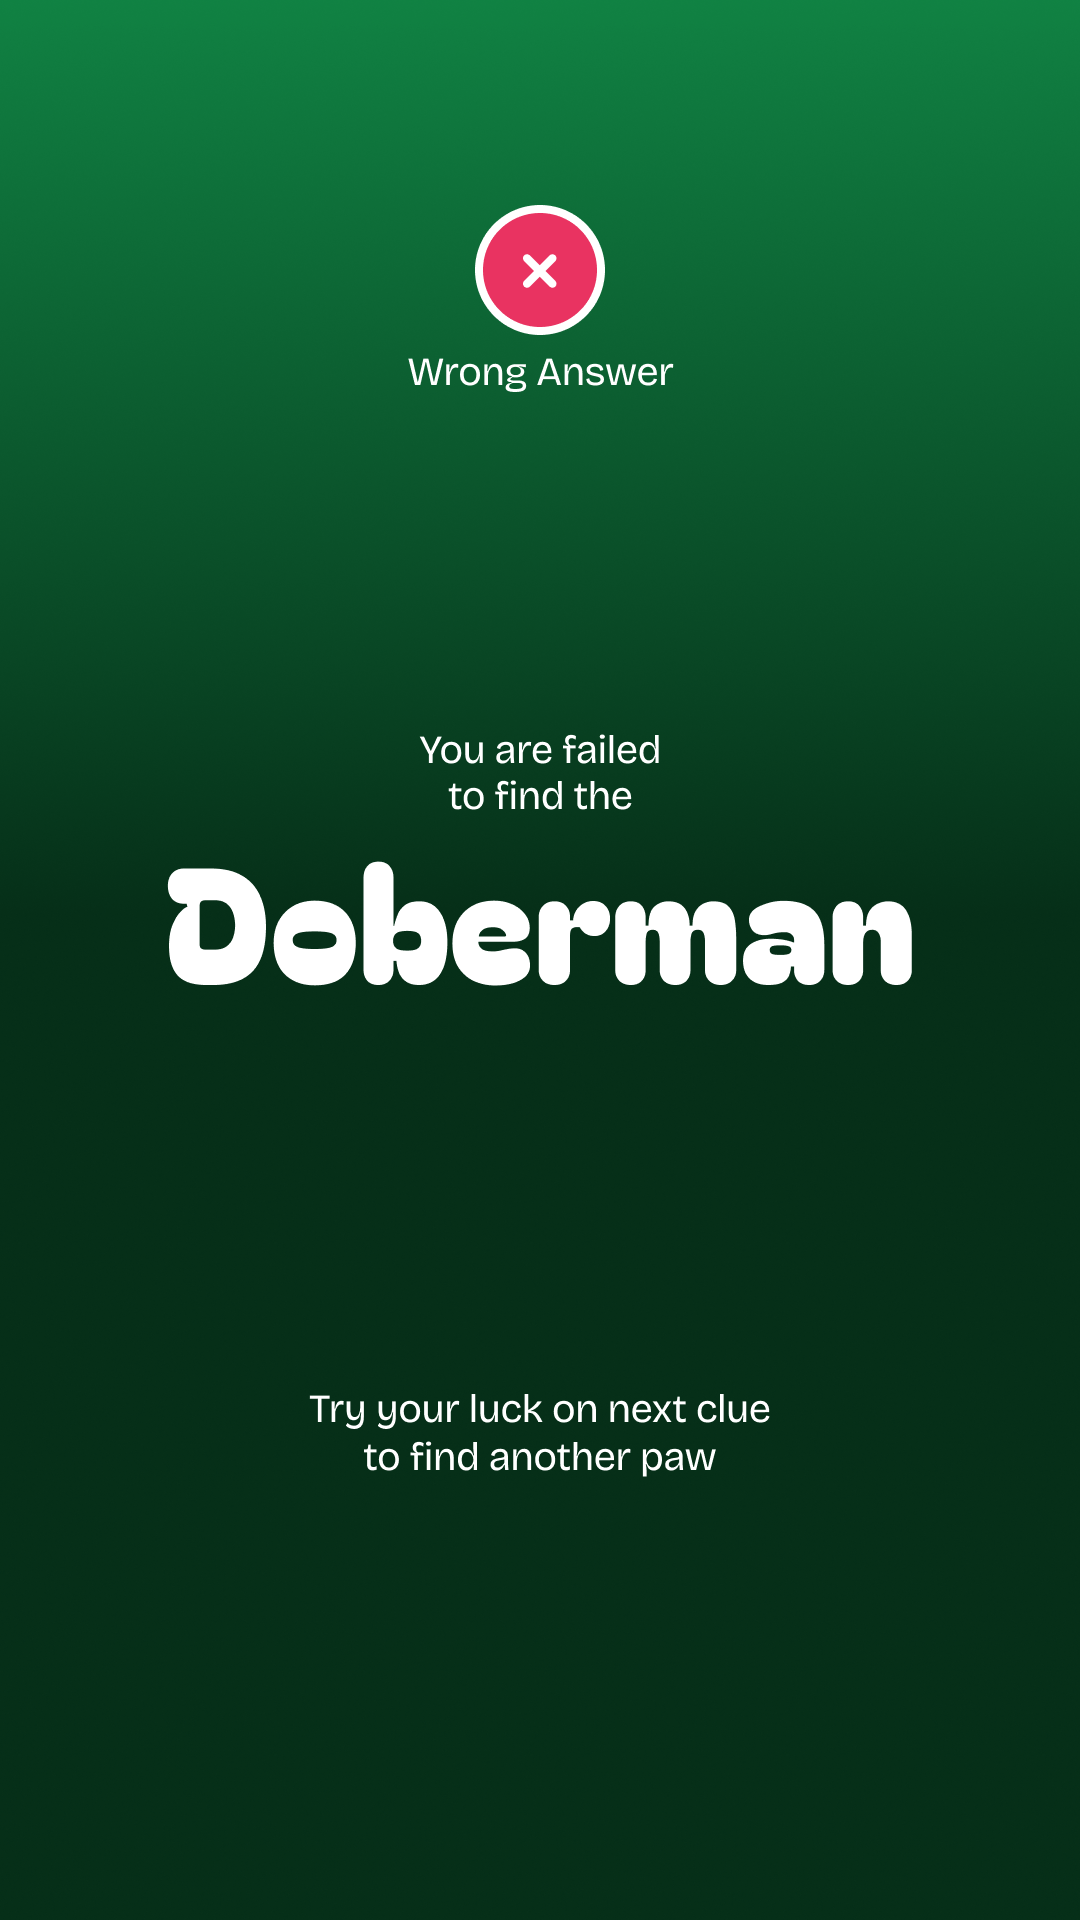 Wrong Answer
You are failed
to find the
Doberman
Try your luck on next clue
to find another paw